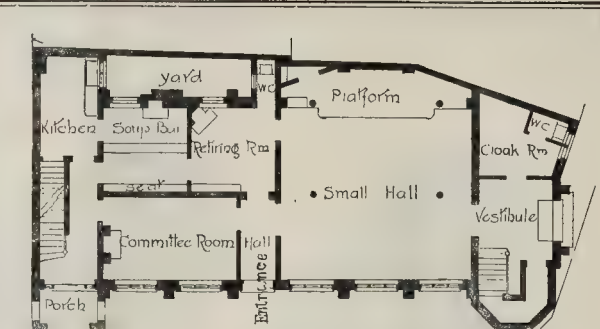 yard
WC
Platform
Kitchen
Soup Bar
Retiring Rm
WC
Cloak Rm
seat
Small Hall
Vestibule
Committee Room
Hall
Entrance
Porch